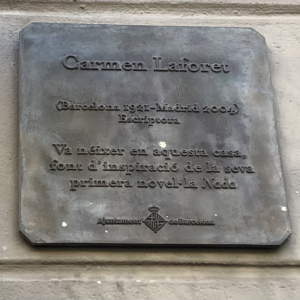 Carmen Laforet
(Barcelona 1921-Madrid 2004)
Escriptora
Va néixer en aquesta casa,
font d'inspiració de la seva
primera novel·la Nada
Ajuntament de Barcelona